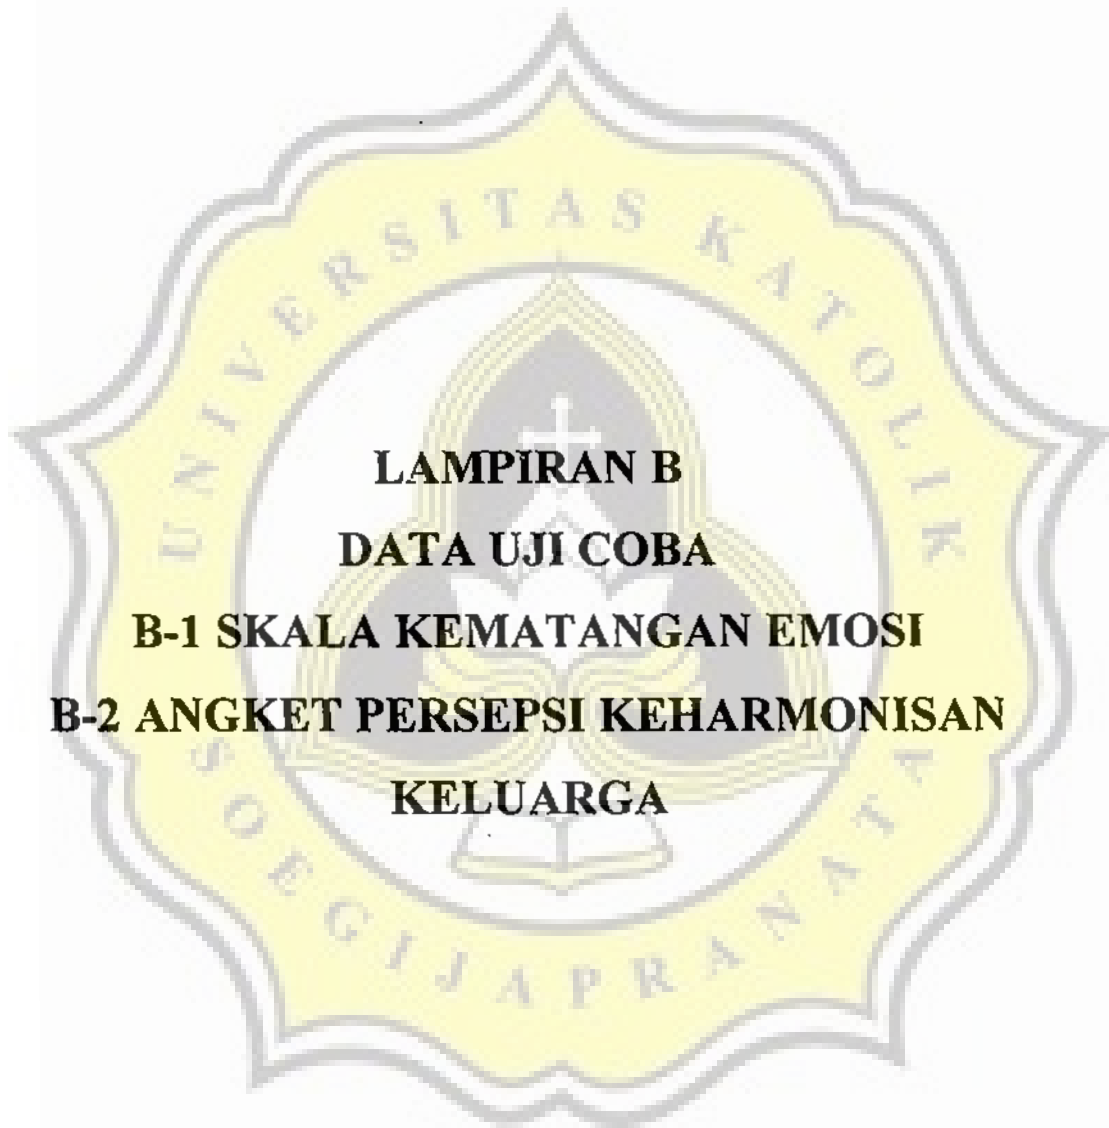 UNIVERSITAS KATOLIK
LAMPIRAN B
DATA UJI COBA
B-1 SKALA KEMATANGAN EMOSI
B-2 ANGKET PERSEPSI KEHARMONISAN
KELUARGA
SOEGIJAPRANATA